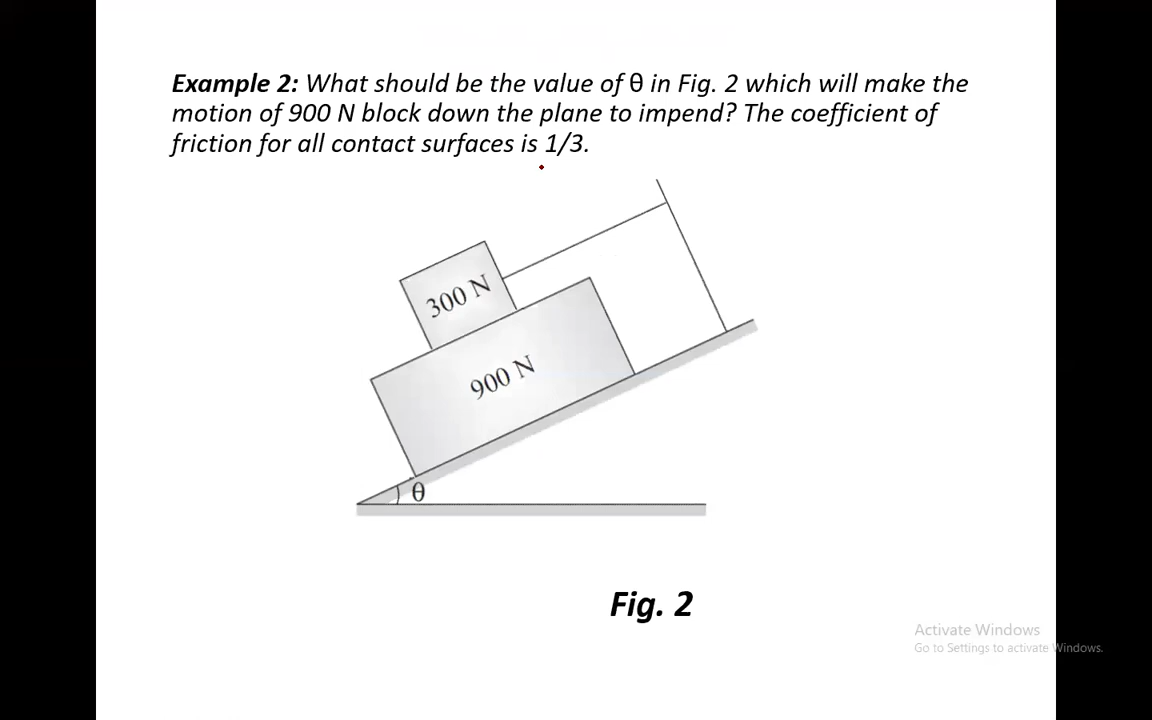 Example 2: What should be the value of θ in Fig. 2 which will make the
motion of 900 N block down the plane to impend? The coefficient of
friction for all contact surfaces is 1/3.
300 N
900 N
θ
Fig. 2
Activate Windows
Go to Settings to activate Windows.